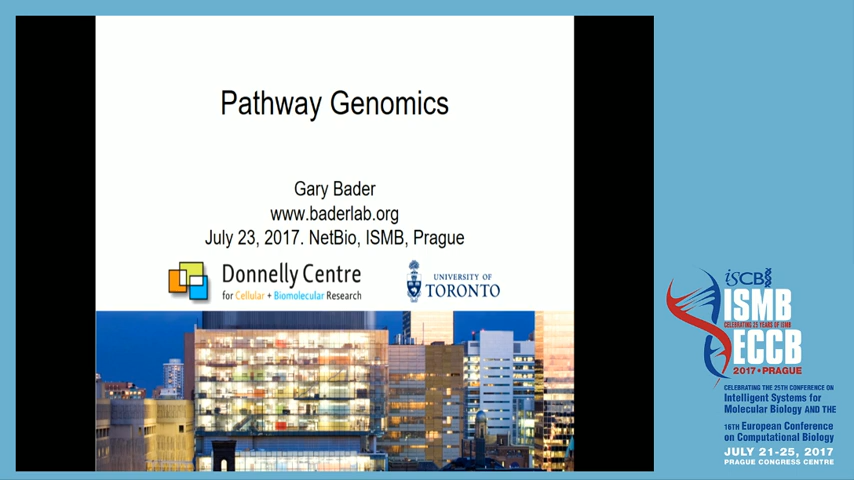 Pathway Genomics
Gary Bader
www.baderlab.org
July 23, 2017. NetBio, ISMB, Prague
Donnelly Centre
for Cellular + Biomolecular Research
UNIVERSITY OF
TORONTO
iSCB
ISMB
CELEBRATING 25 YEARS OF ISMB
ECCB
2017 • PRAGUE
CELEBRATING THE 25TH CONFERENCE ON
Intelligent Systems for
Molecular Biology AND THE
16TH European Conference
on Computational Biology
JULY 21-25, 2017
PRAGUE CONGRESS CENTRE